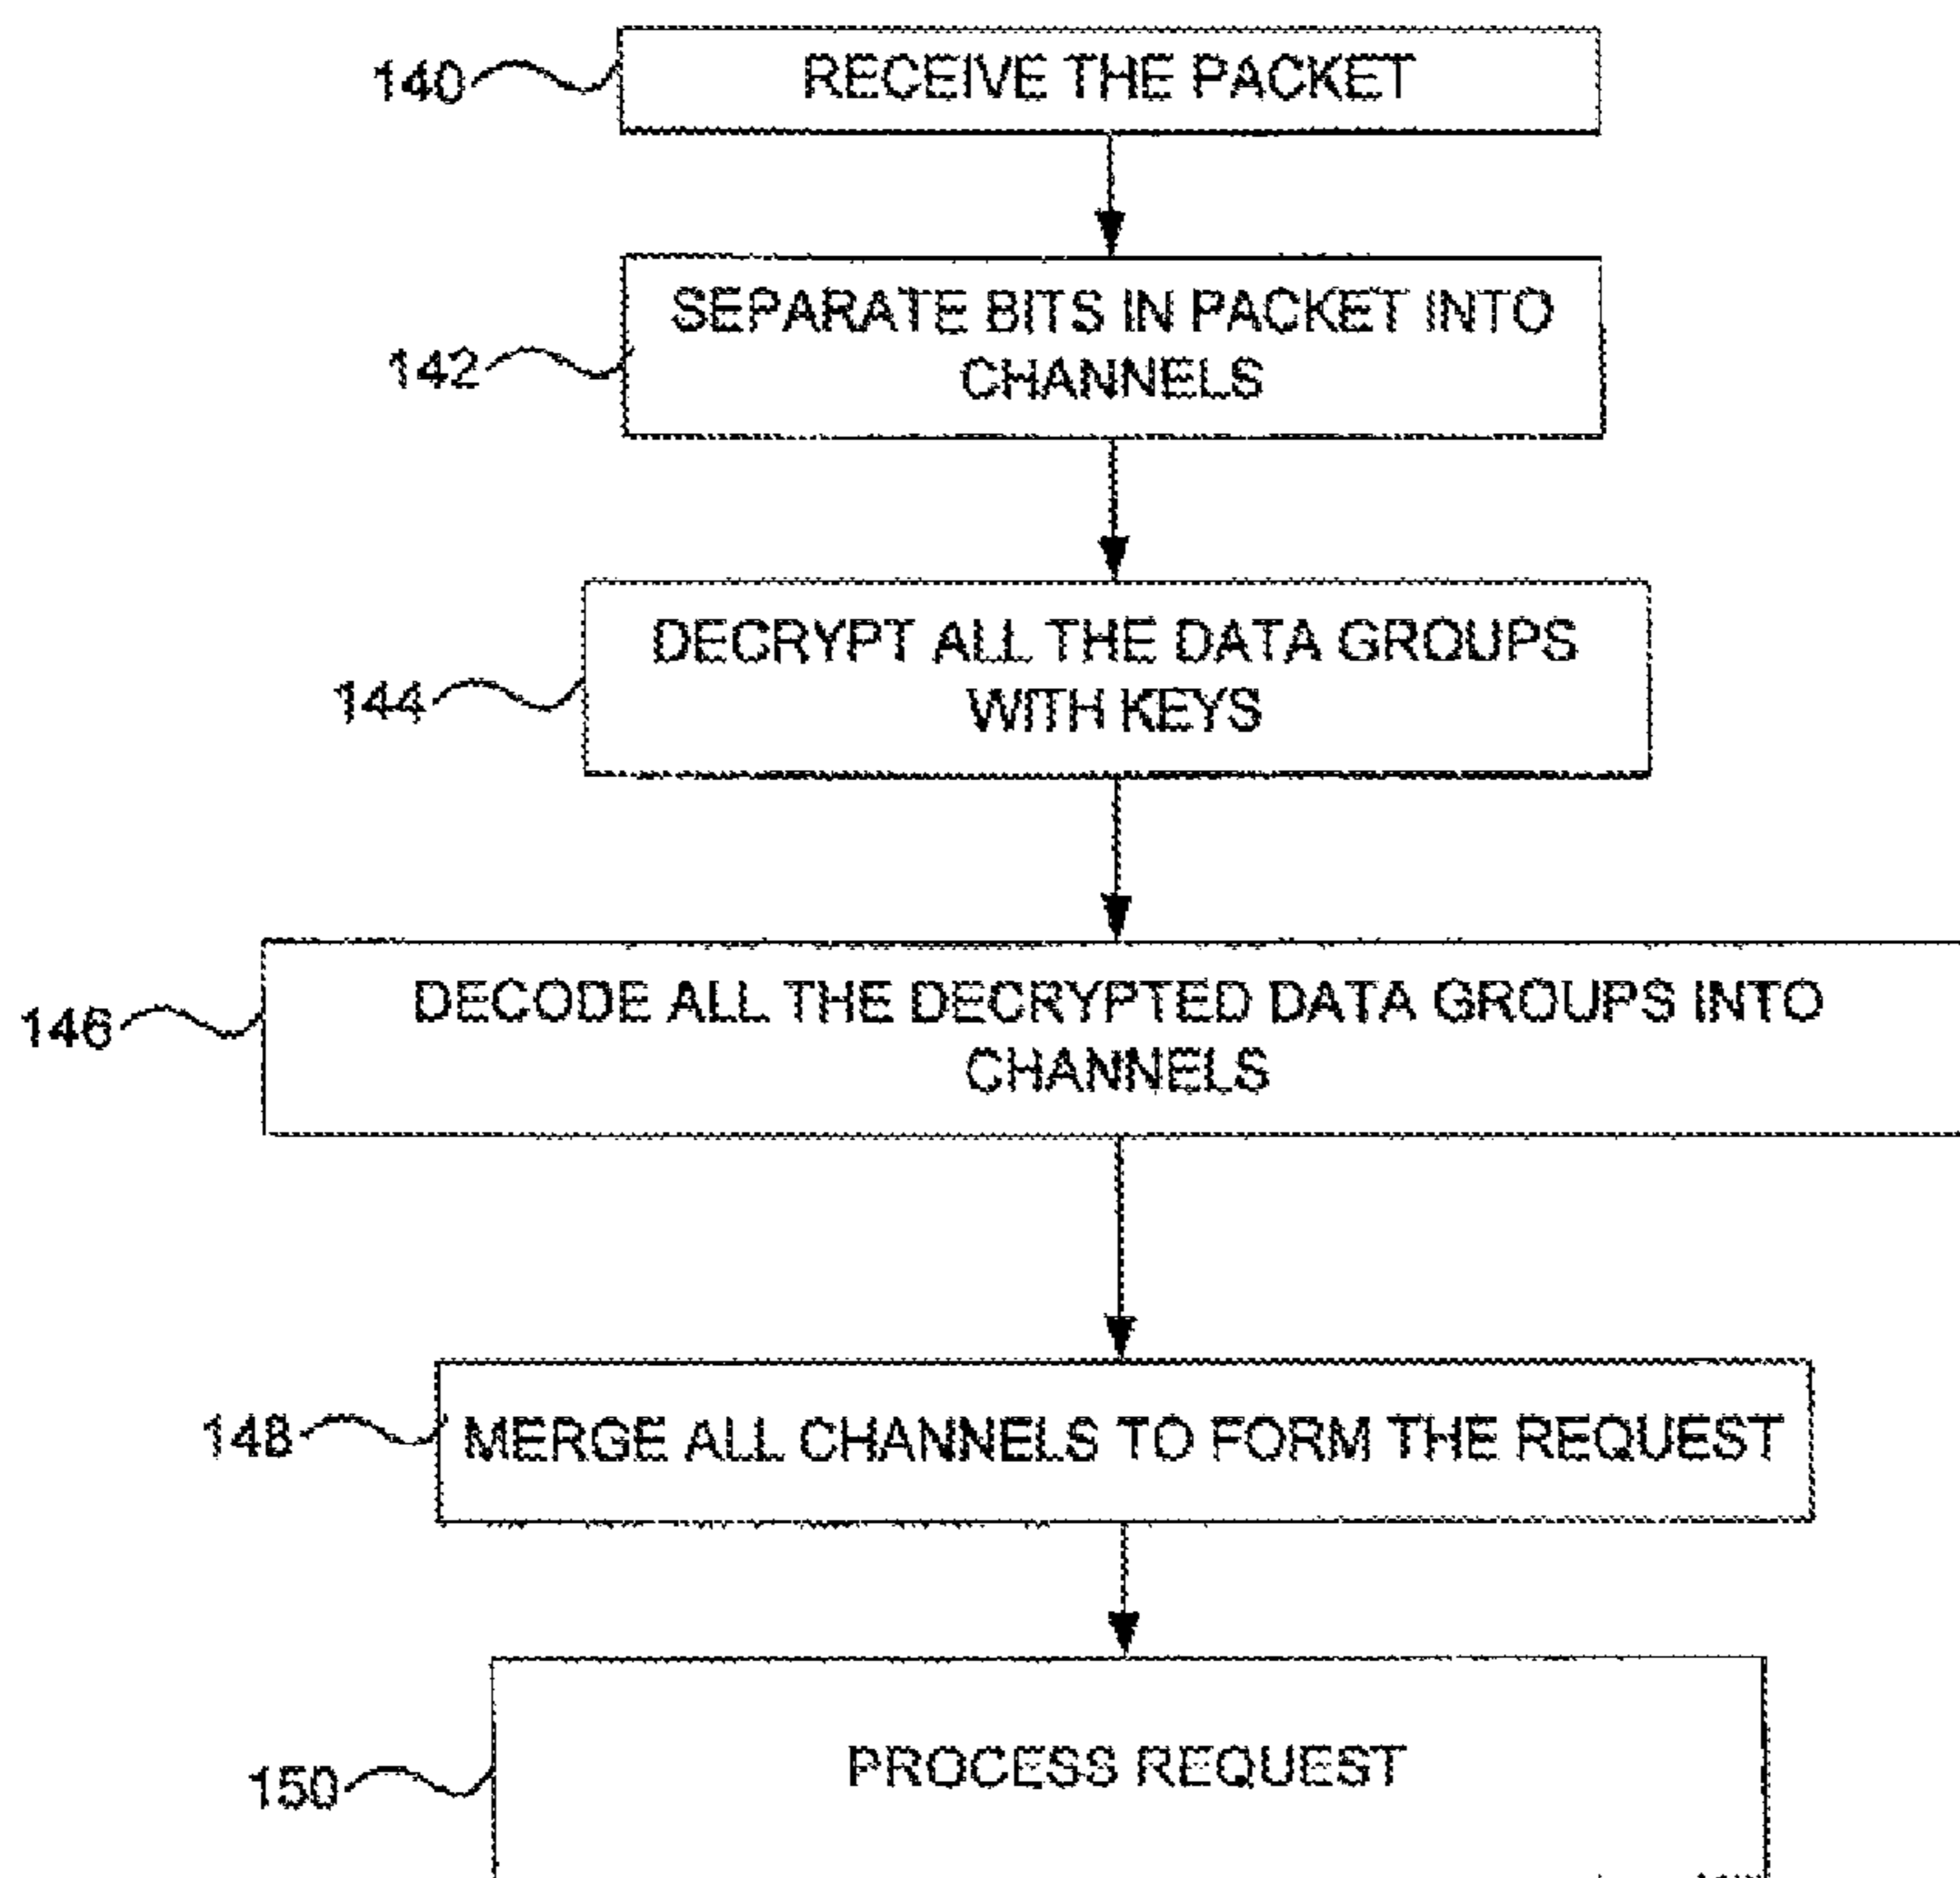 140
RECEIVE THE PACKET
142
SEPARATE BITS IN PACKET INTO
CHANNELS
144
DECRYPT ALL THE DATA GROUPS
WITH KEYS
146
DECODE ALL THE DECRYPTED DATA GROUPS INTO
CHANNELS
148
MERGE ALL CHANNELS TO FORM THE REQUEST
150
PROCESS REQUEST